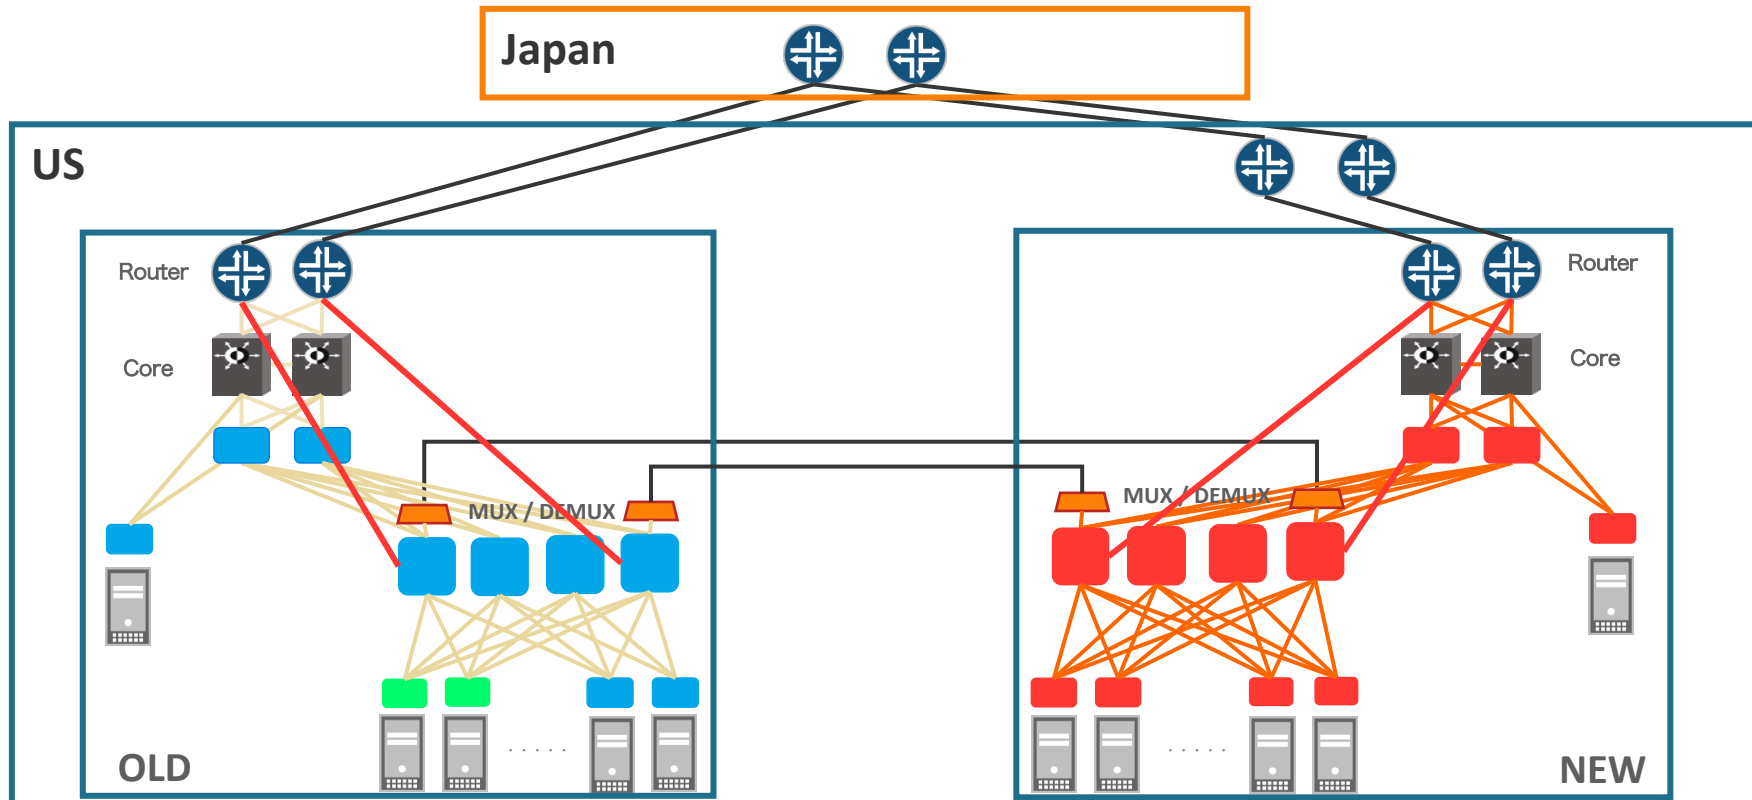 Japan
US
Router
Router
Core
Core
MUX / DEMUX
MUX / DEMUX
. . . . .
. . . . .
OLD
NEW